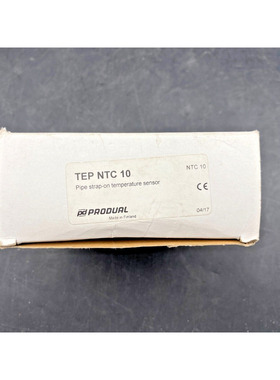 TEP NTC 10
NTC 10
Pipe strap-on temperature sensor
CE
PRODUAL
Made in Finland
04/17